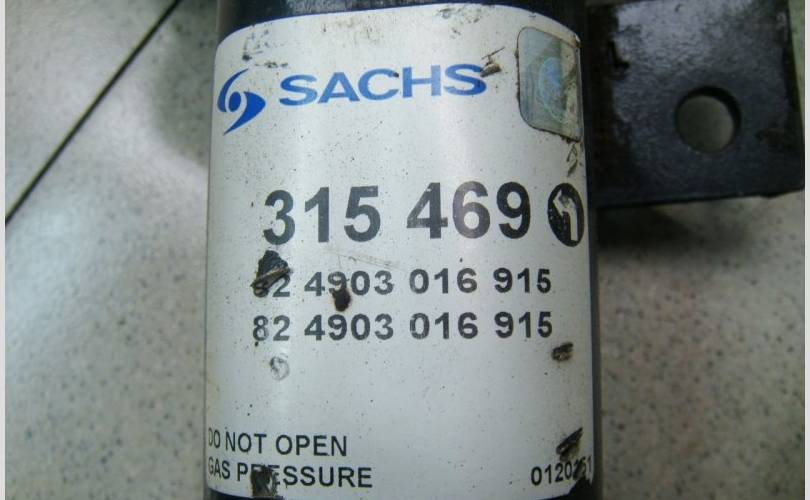 SACHS
315 469
82 4903 016 915
82 4903 016 915
DO NOT OPEN
GAS PRESSURE